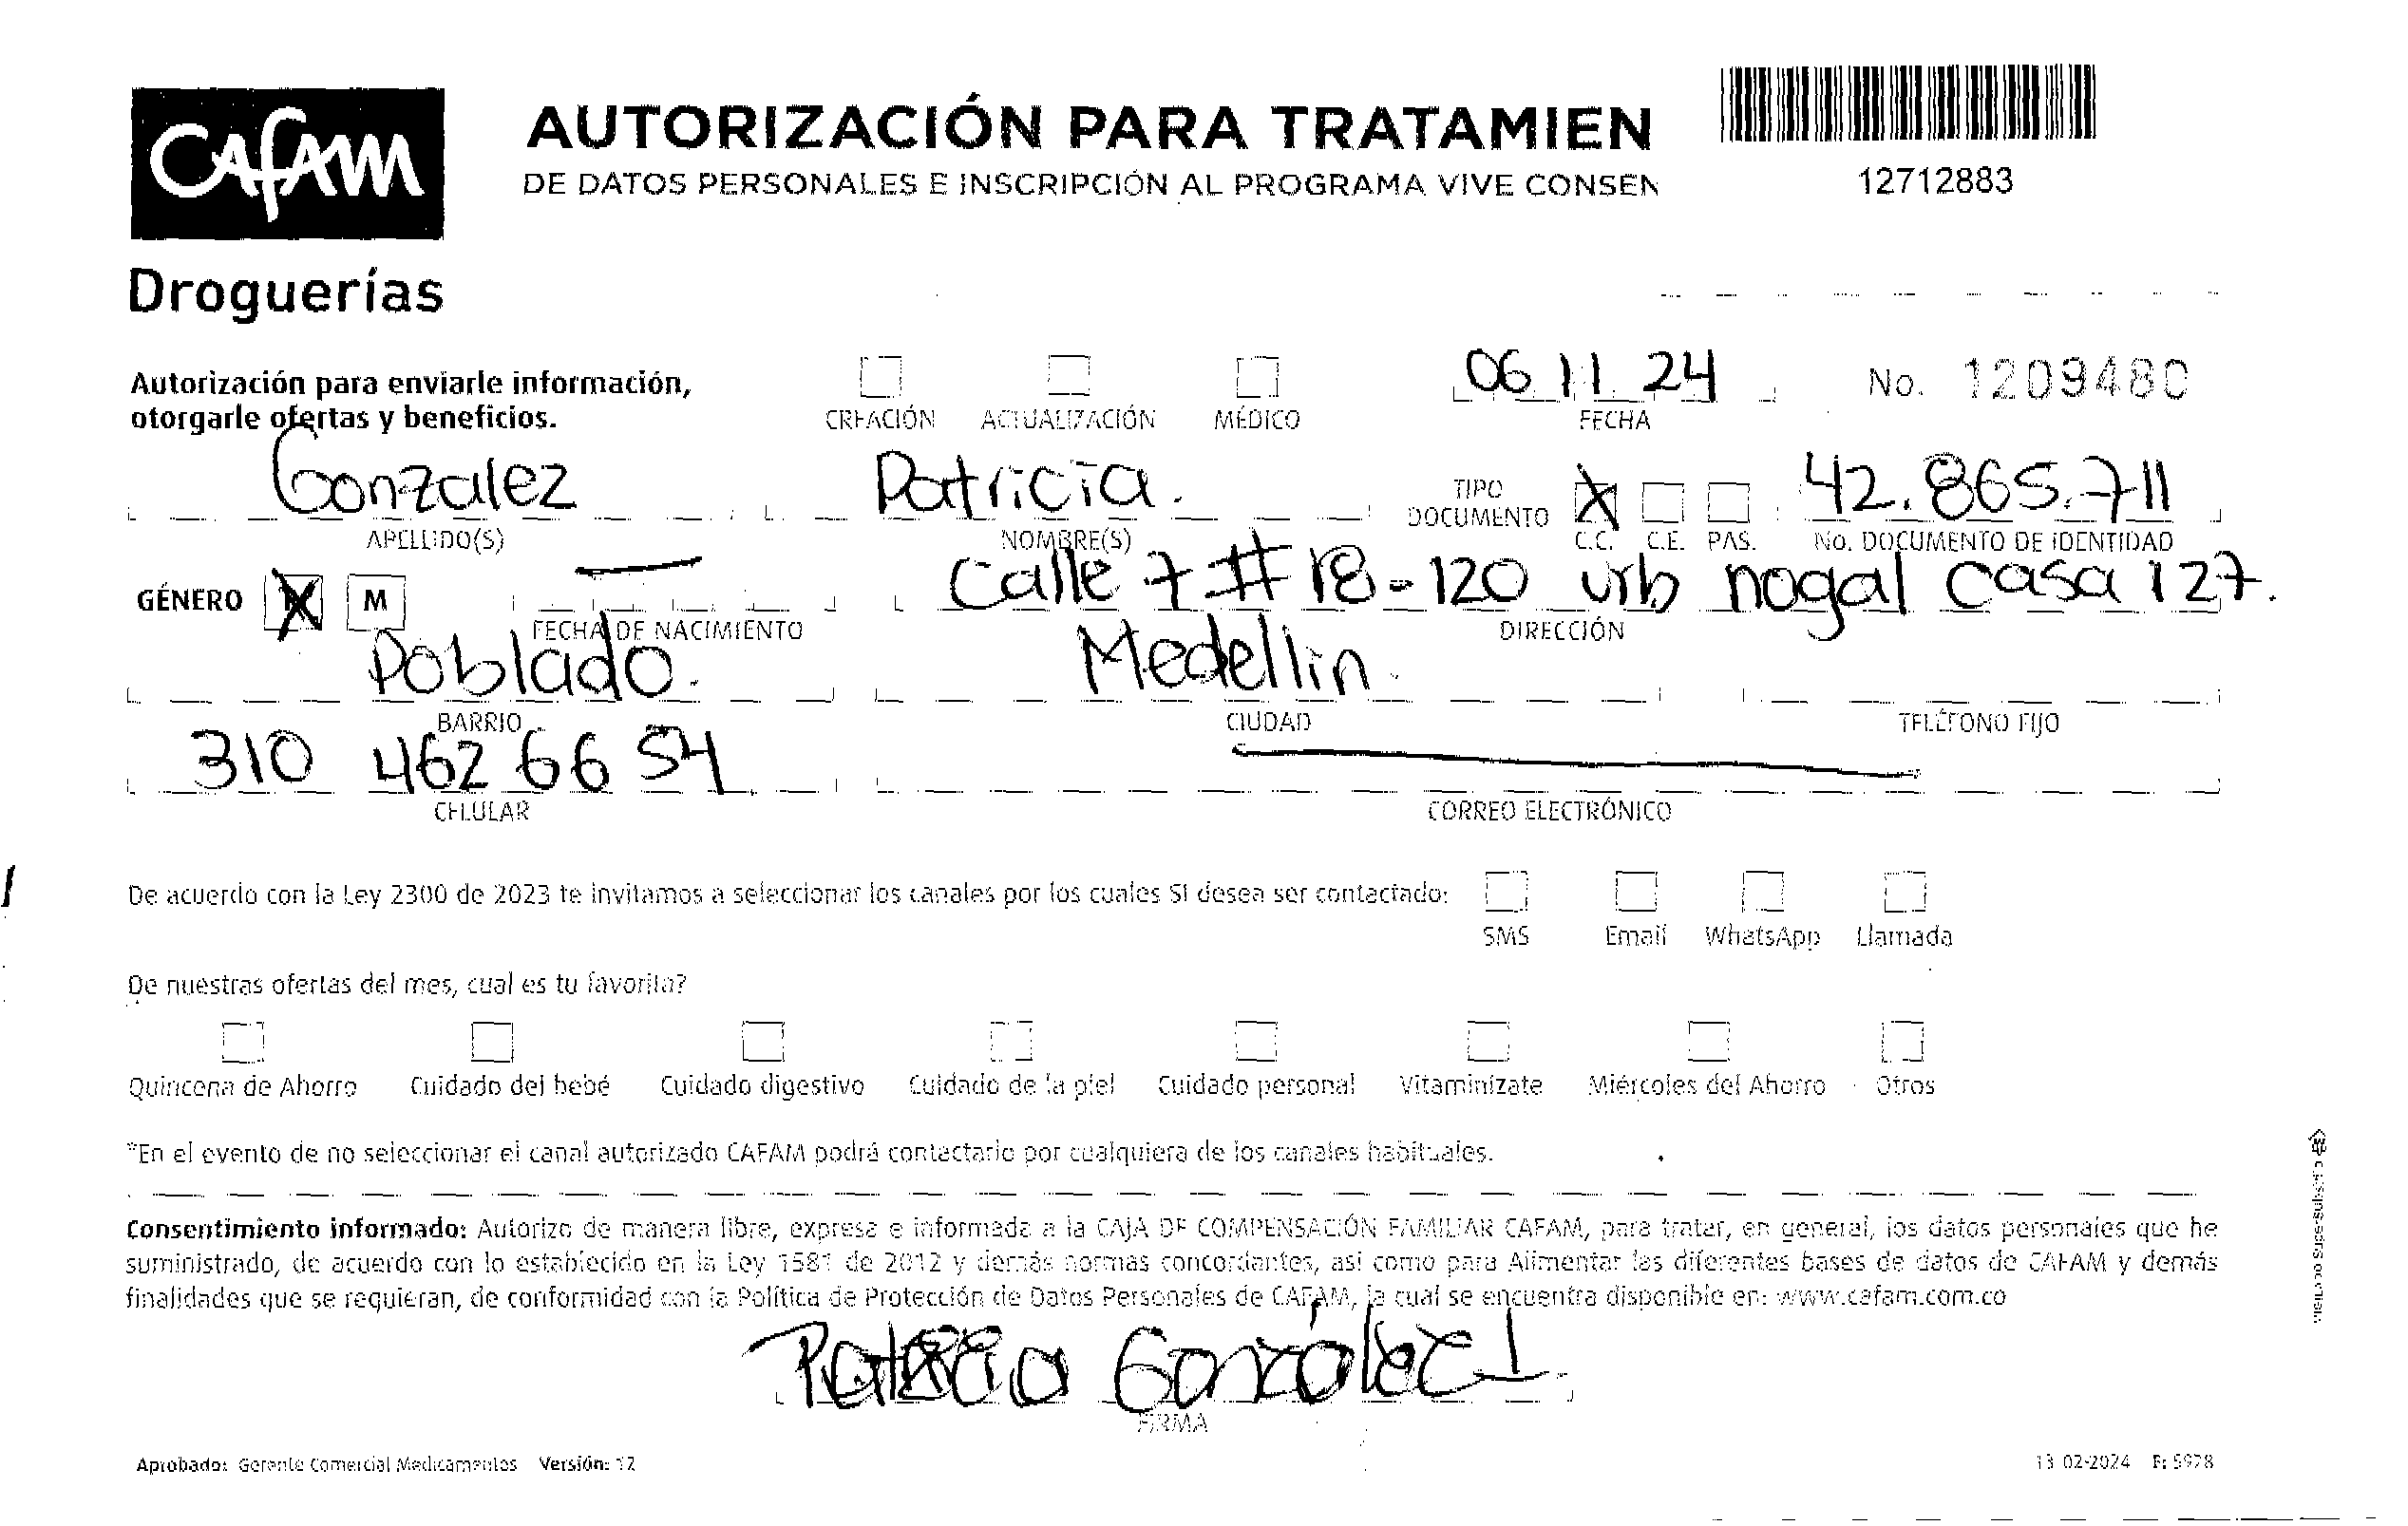 CAFAM
Droguerías
AUTORIZACIÓN PARA TRATAMIEN
DE DATOS PERSONALES E INSCRIPCIÓN AL PROGRAMA VIVE CONSEN
12712883
Autorización para enviarle información,
otorgarle ofertas y beneficios.
CREACIÓN ACTUALIZACIÓN MÉDICO
06 11 24
FECHA
No. 1209480
Gonzalez Patricia.
APELLIDO(S) NOMBRE(S)
TIPO DOCUMENTO X C.C. C.E. PAS.
42.865.711
No. DOCUMENTO DE IDENTIDAD
GÉNERO X M
FECHA DE NACIMIENTO
Calle 7 # 18-120 urb nogal casa 127.
DIRECCIÓN
Poblado. Medellin.
BARRIO CIUDAD TELÉFONO FIJO
310 462 66 54
CELULAR CORREO ELECTRÓNICO
De acuerdo con la Ley 2300 de 2023 te invitamos a seleccionar los canales por los cuales SI desea ser contactado:
SMS Email WhatsApp Llamada
De nuestras ofertas del mes, cual es tu favorita?
Quincena de Ahorro Cuidado del bebé Cuidado digestivo Cuidado de la piel Cuidado personal Vitamínizate Miércoles del Ahorro Otros
*En el evento de no seleccionar el canal autorizado CAFAM podrá contactarlo por cualquiera de los canales habituales.
Consentimiento informado: Autorizo de manera libre, expresa e informada a la CAJA DE COMPENSACIÓN FAMILIAR CAFAM, para tratar, en general, los datos personales que he
suministrado, de acuerdo con lo establecido en la Ley 1581 de 2012 y demás normas concordantes, así como para Alimentar las diferentes bases de datos de CAFAM y demás
finalidades que se requieran, de conformidad con la Política de Protección de Datos Personales de CAFAM, la cual se encuentra disponible en: www.cafam.com.co
Patricia González
FIRMA
Aprobado: Gerente Comercial Medicamentos Versión: 12
13-02-2024 F: 5978